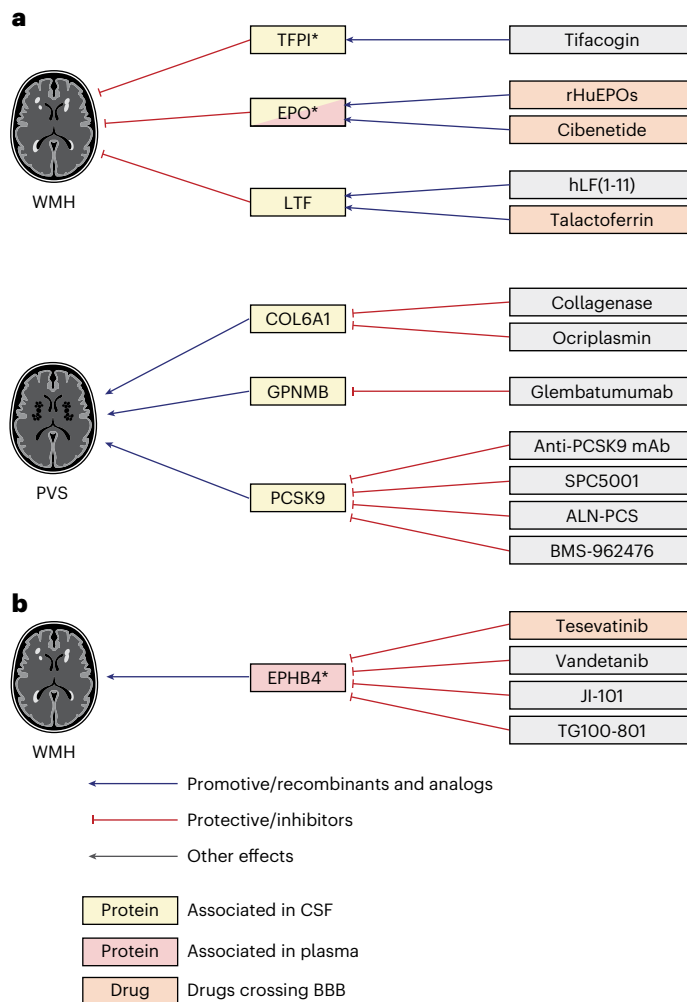 a
TFPI*
Tifacogin
EPO*
rHuEPOs
Cibenetide
WMH
LTF
hLF(1-11)
Talactoferrin
COL6A1
Collagenase
Ocriplasmin
GPNMB
Glembatumumab
PVS
PCSK9
Anti-PCSK9 mAb
SPC5001
ALN-PCS
BMS-962476
b
EPHB4*
Tesevatinib
Vandetanib
JI-101
TG100-801
WMH
Promotive/recombinants and analogs
Protective/inhibitors
Other effects
Protein Associated in CSF
Protein Associated in plasma
Drug Drugs crossing BBB